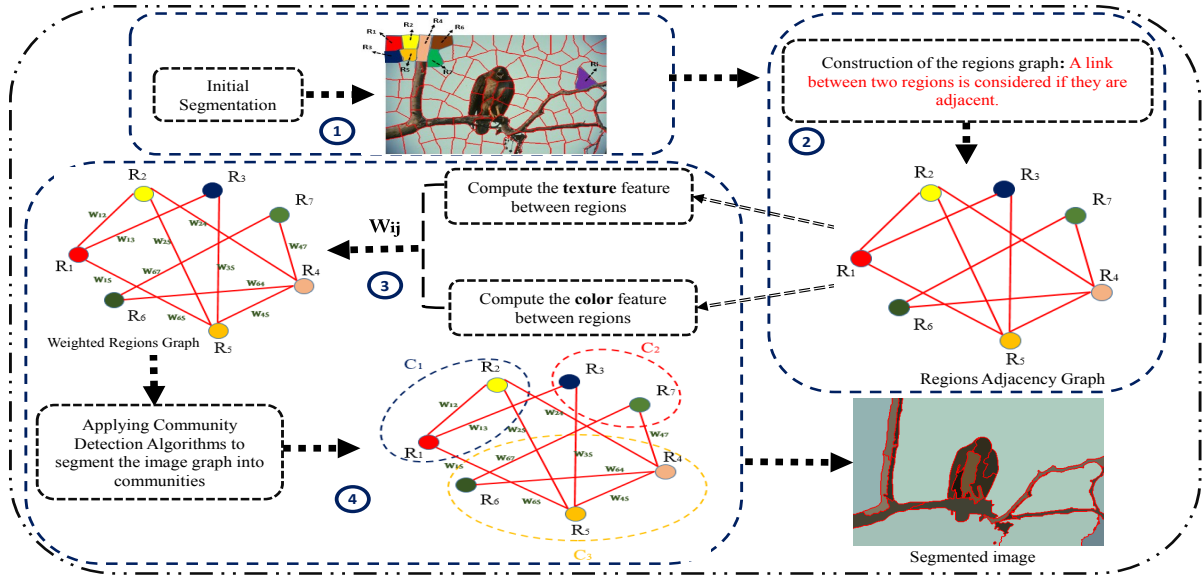 R₁
R₂
R₄
R₆
R₃
R₅
R₇
Ri
Initial
Segmentation
1
Construction of the regions graph: A link
between two regions is considered if they are
adjacent.
2
R₂
R₃
R₇
R₁
R₄
R₆
R₅
Regions Adjacency Graph
Compute the texture feature
between regions
Compute the color feature
between regions
Wij
3
R₂
R₃
R₇
R₁
R₄
R₆
R₅
W₁₂
W₁₃
W₂₅
W₂₄
W₄₇
W₁₅
W₆₇
W₃₅
W₆₄
W₆₅
W₄₅
Weighted Regions Graph
Applying Community
Detection Algorithms to
segment the image graph into
communities
4
C₁
C₂
C₃
R₂
R₃
R₇
R₁
R₄
R₆
R₅
W₁₂
W₁₃
W₂₅
W₂₄
W₄₇
W₁₅
W₆₇
W₃₅
W₆₄
W₆₅
W₄₅
Segmented image